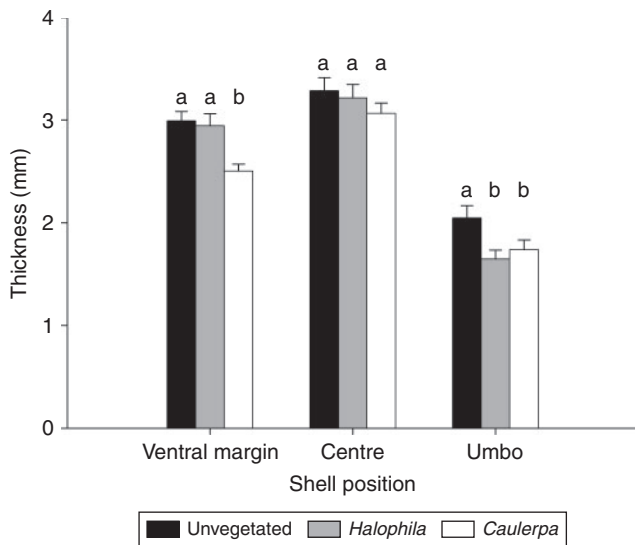 4
3
2
1
0
Thickness (mm)
a a b
a a a
a b b
Ventral margin Centre Umbo
Shell position
Unvegetated Halophila Caulerpa